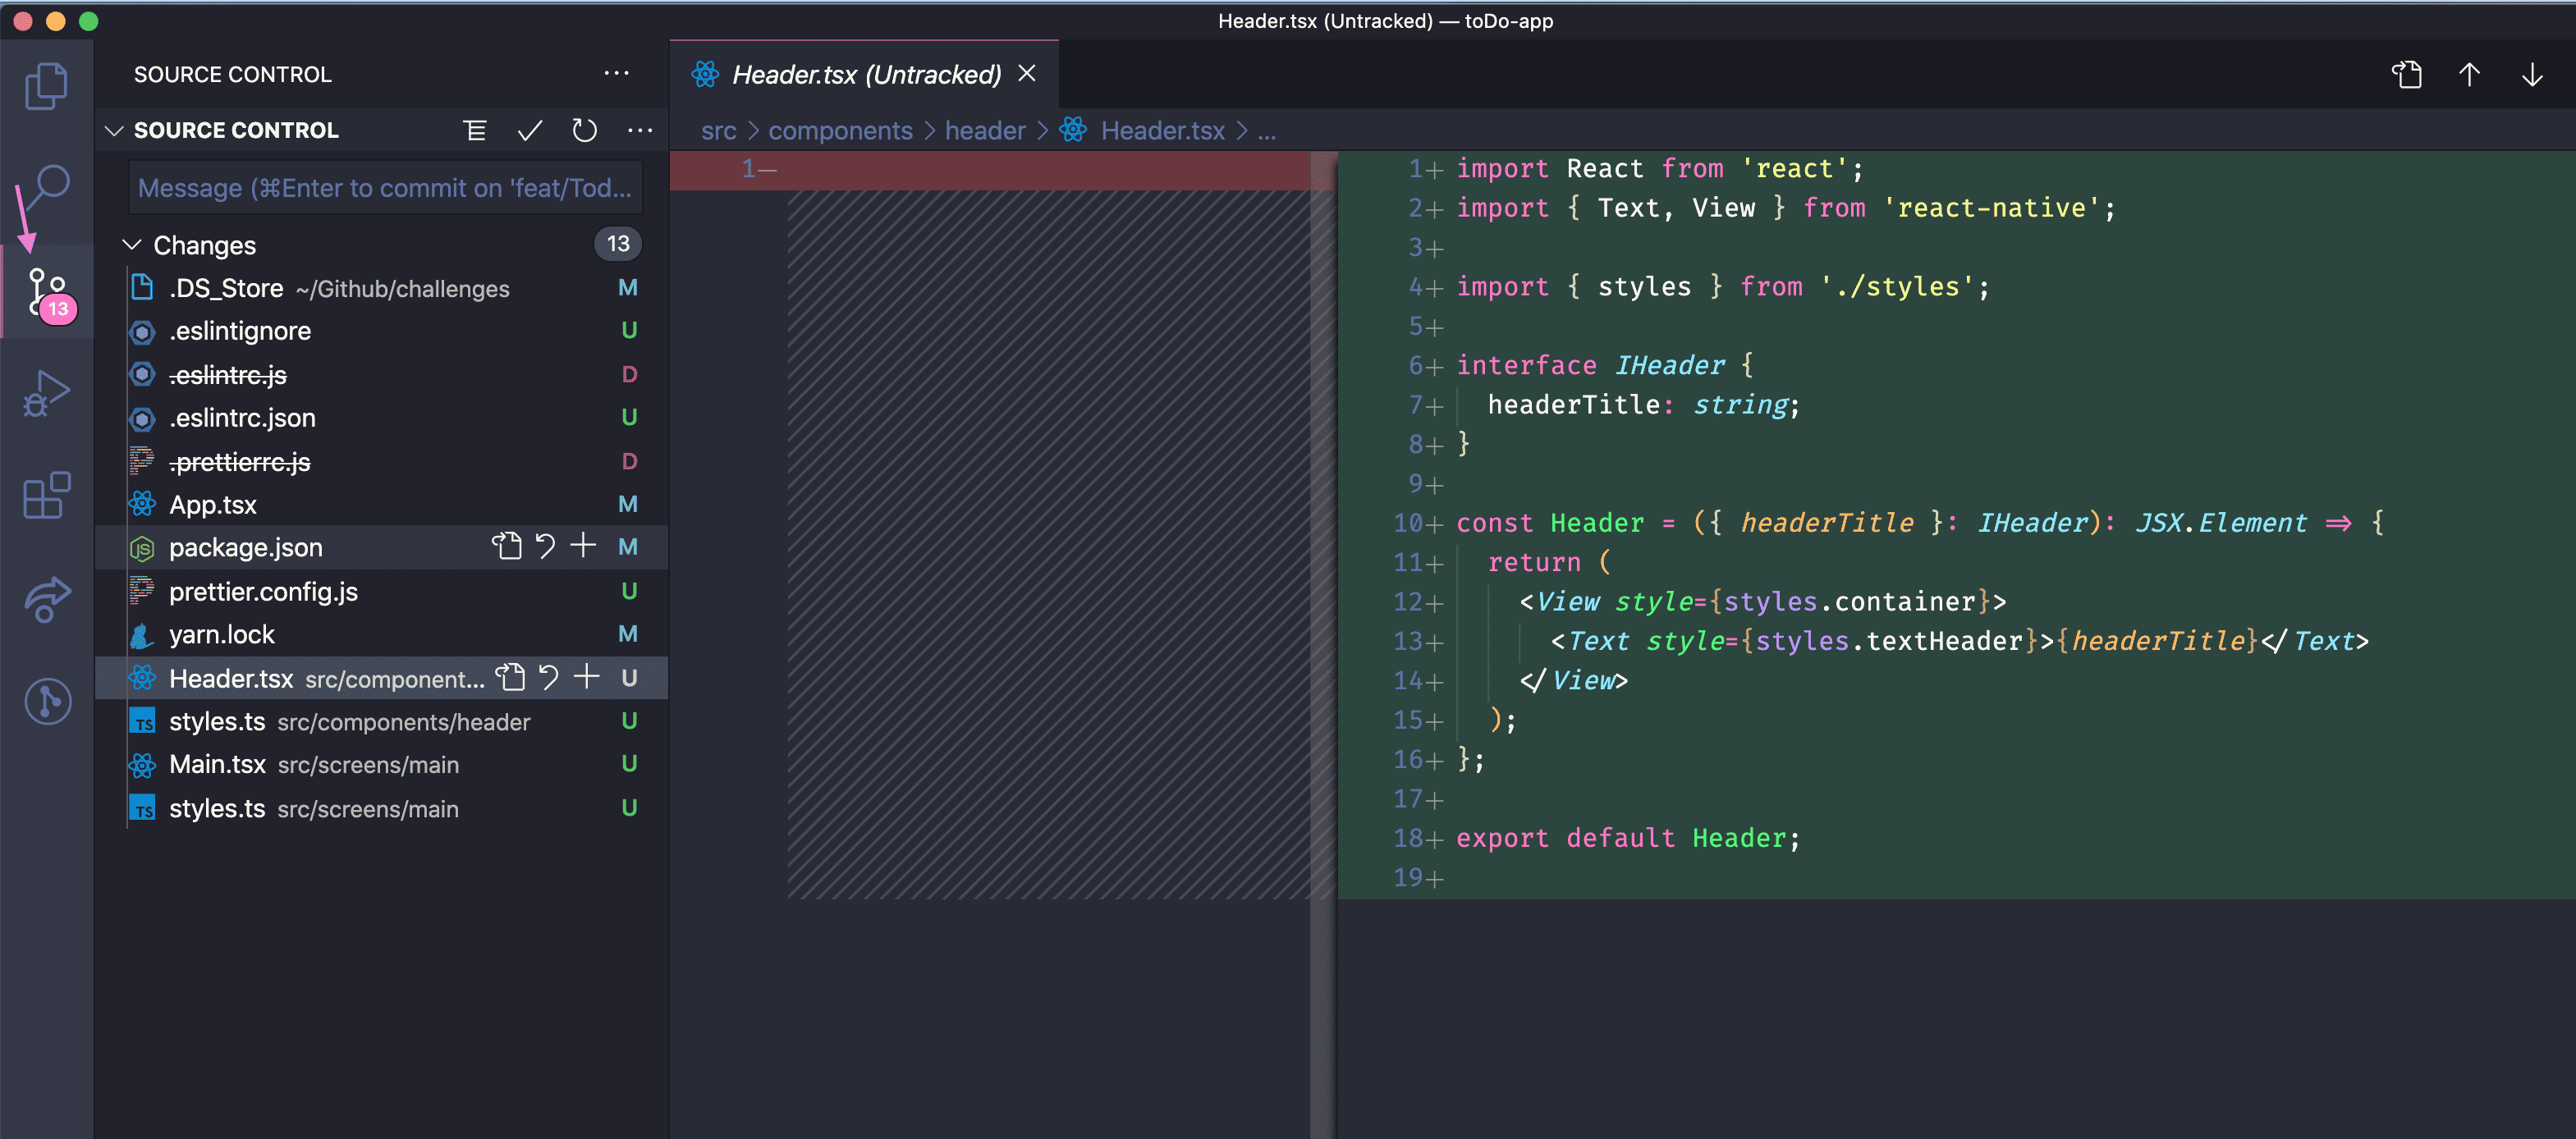 Header.tsx (Untracked) — toDo-app
SOURCE CONTROL
SOURCE CONTROL
Message (⌘Enter to commit on 'feat/Tod...
Changes 13
13
.DS_Store ~/Github/challenges M
.eslintignore U
.eslintrc.js D
.eslintrc.json U
.prettierrc.js D
App.tsx M
package.json M
prettier.config.js U
yarn.lock M
Header.tsx src/component... U
styles.ts src/components/header U
Main.tsx src/screens/main U
styles.ts src/screens/main U
Header.tsx (Untracked)
src > components > header > Header.tsx > ...
1—
1+ import React from 'react';
2+ import { Text, View } from 'react-native';
3+
4+ import { styles } from './styles';
5+
6+ interface IHeader {
7+ headerTitle: string;
8+ }
9+
10+ const Header = ({ headerTitle }: IHeader): JSX.Element => {
11+ return (
12+ <View style={styles.container}>
13+ <Text style={styles.textHeader}>{headerTitle}</Text>
14+ </View>
15+ );
16+ };
17+
18+ export default Header;
19+